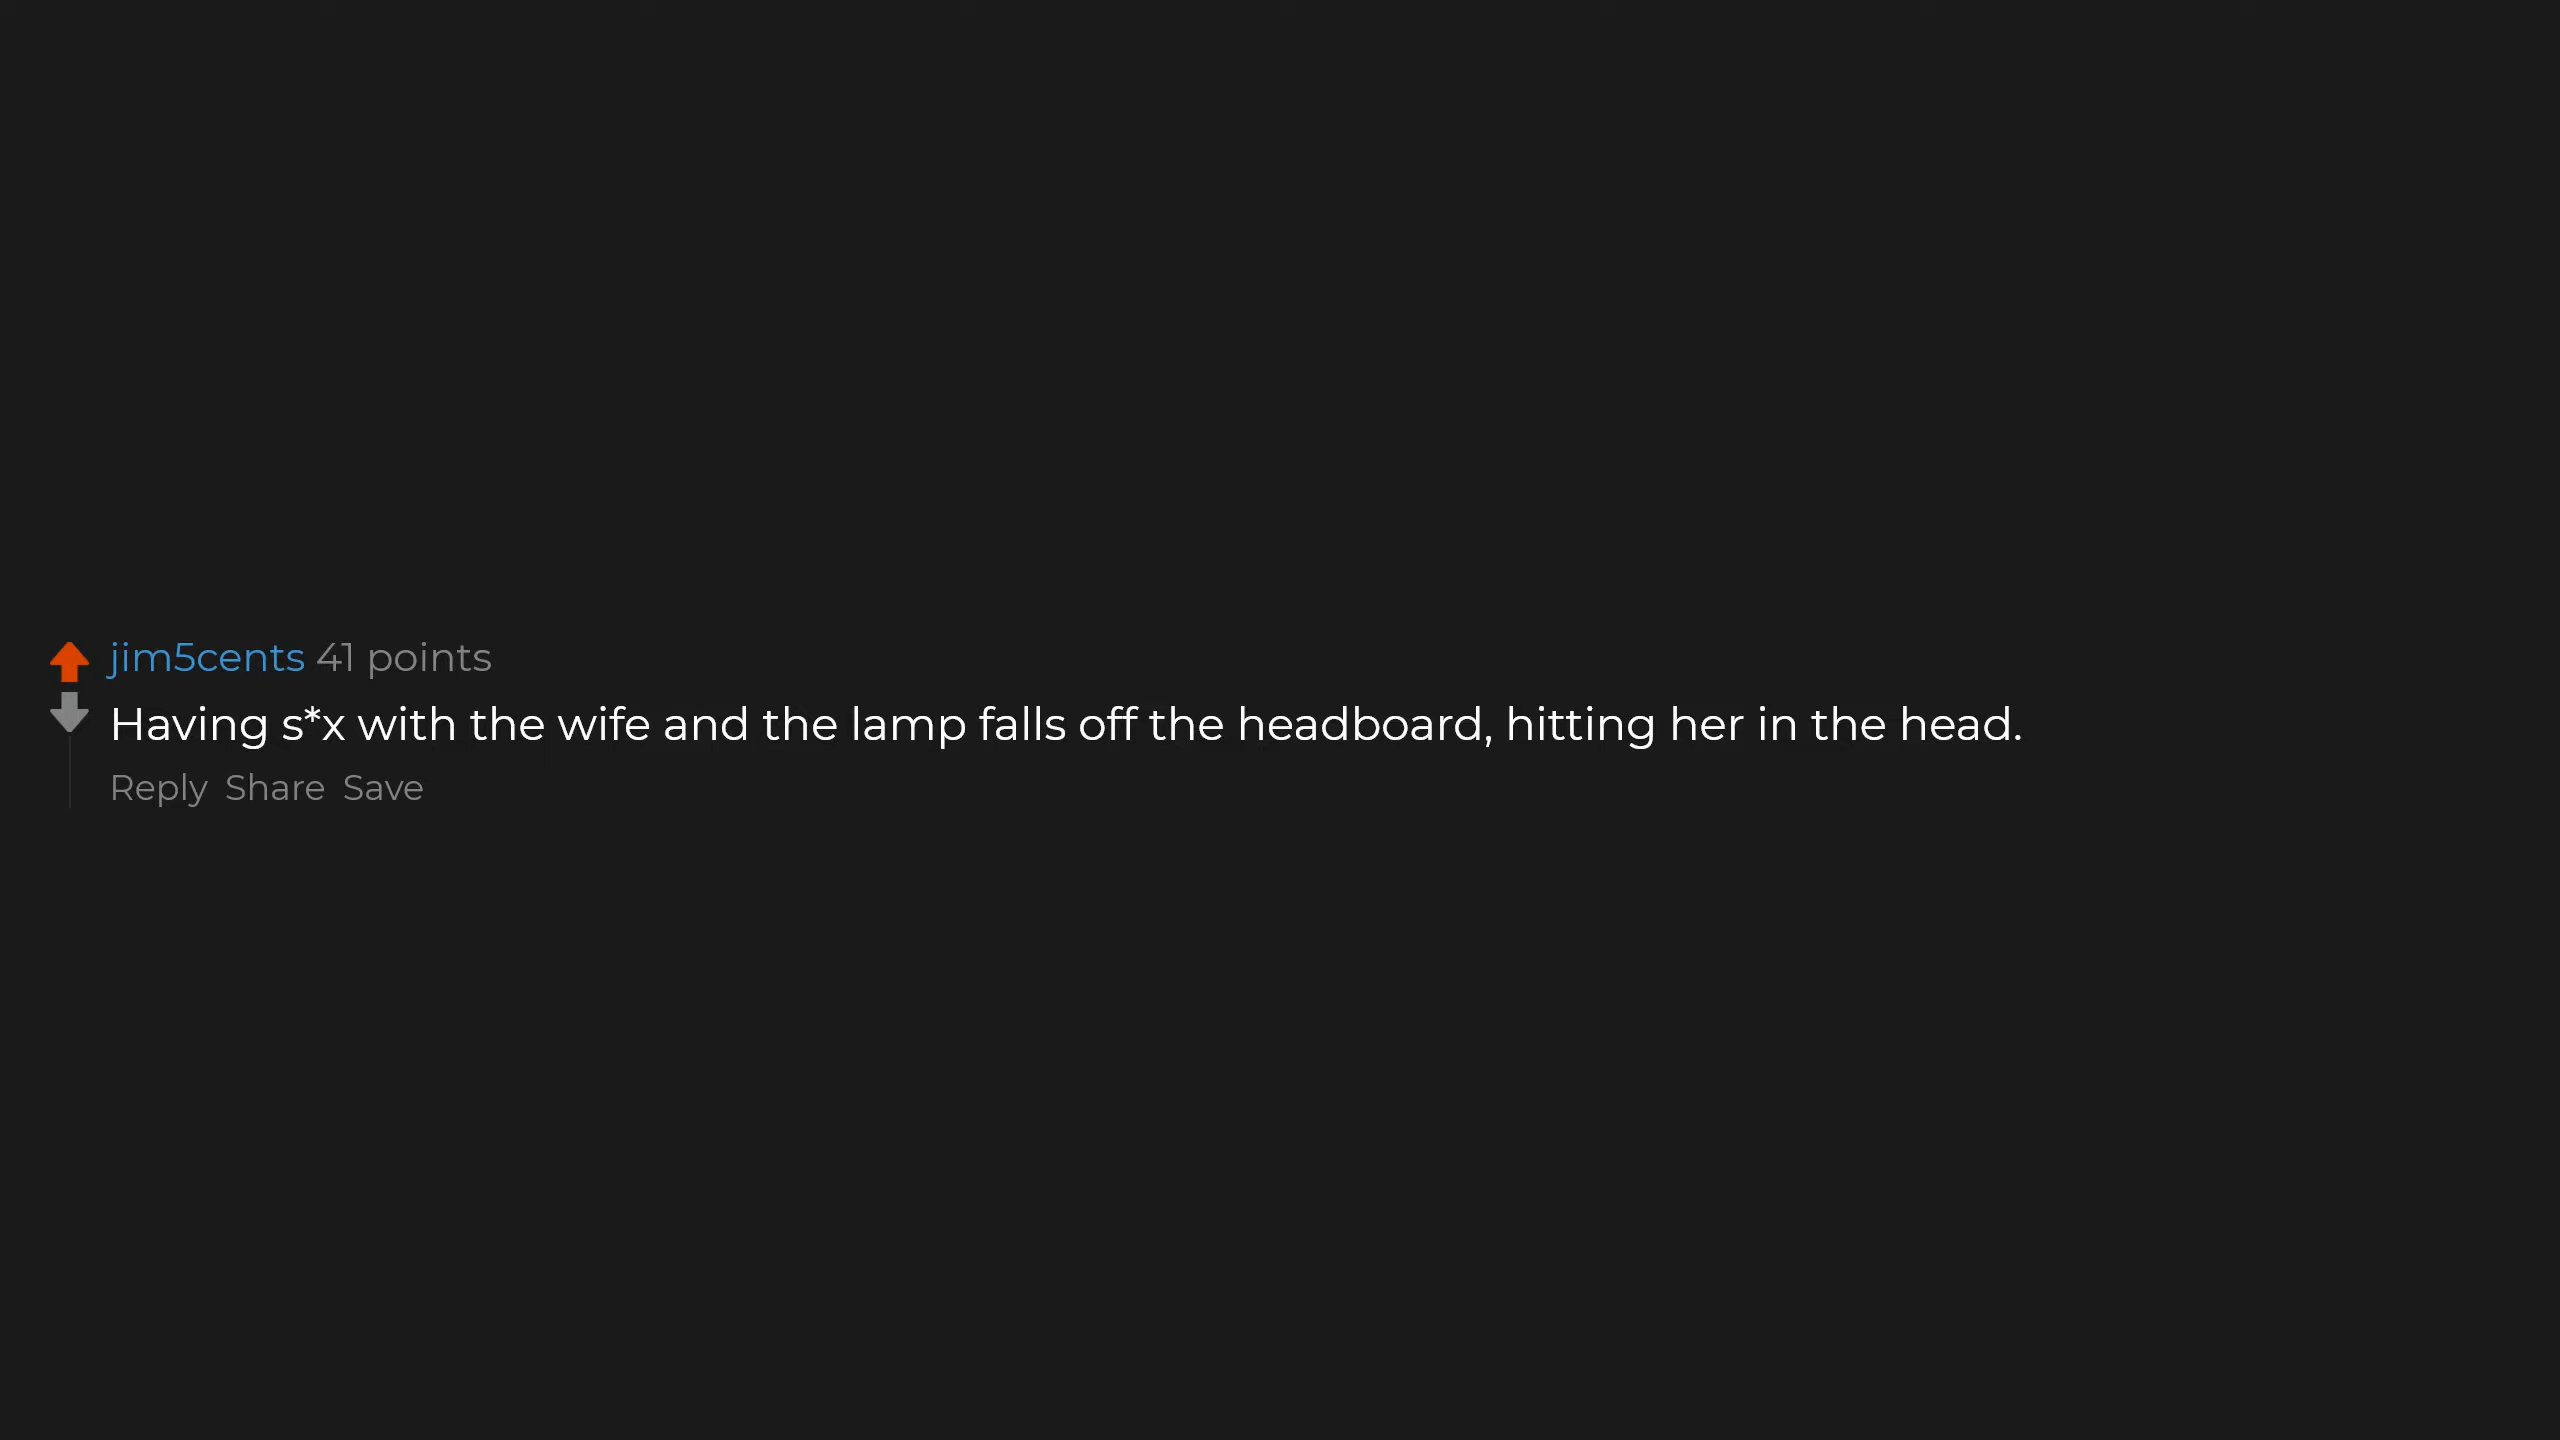 jim5cents 41 points
Having s*x with the wife and the lamp falls off the headboard, hitting her in the head.
Reply Share Save